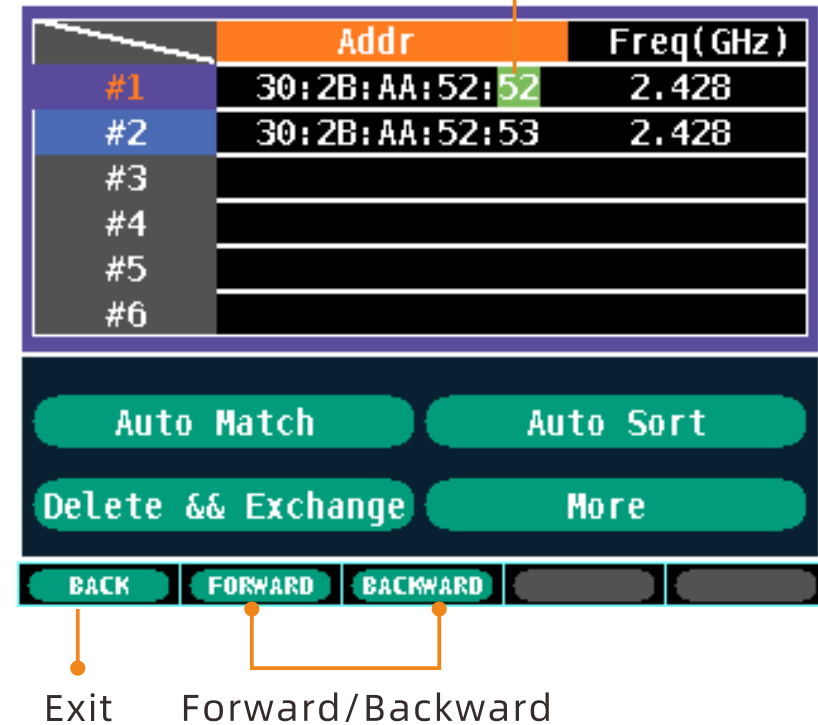 Addr Freq(GHz)
#1 30:2B:AA:52:52 2.428
#2 30:2B:AA:52:53 2.428
#3
#4
#5
#6
Auto Match Auto Sort
Delete && Exchange More
BACK FORWARD BACKWARD
Exit Forward/Backward